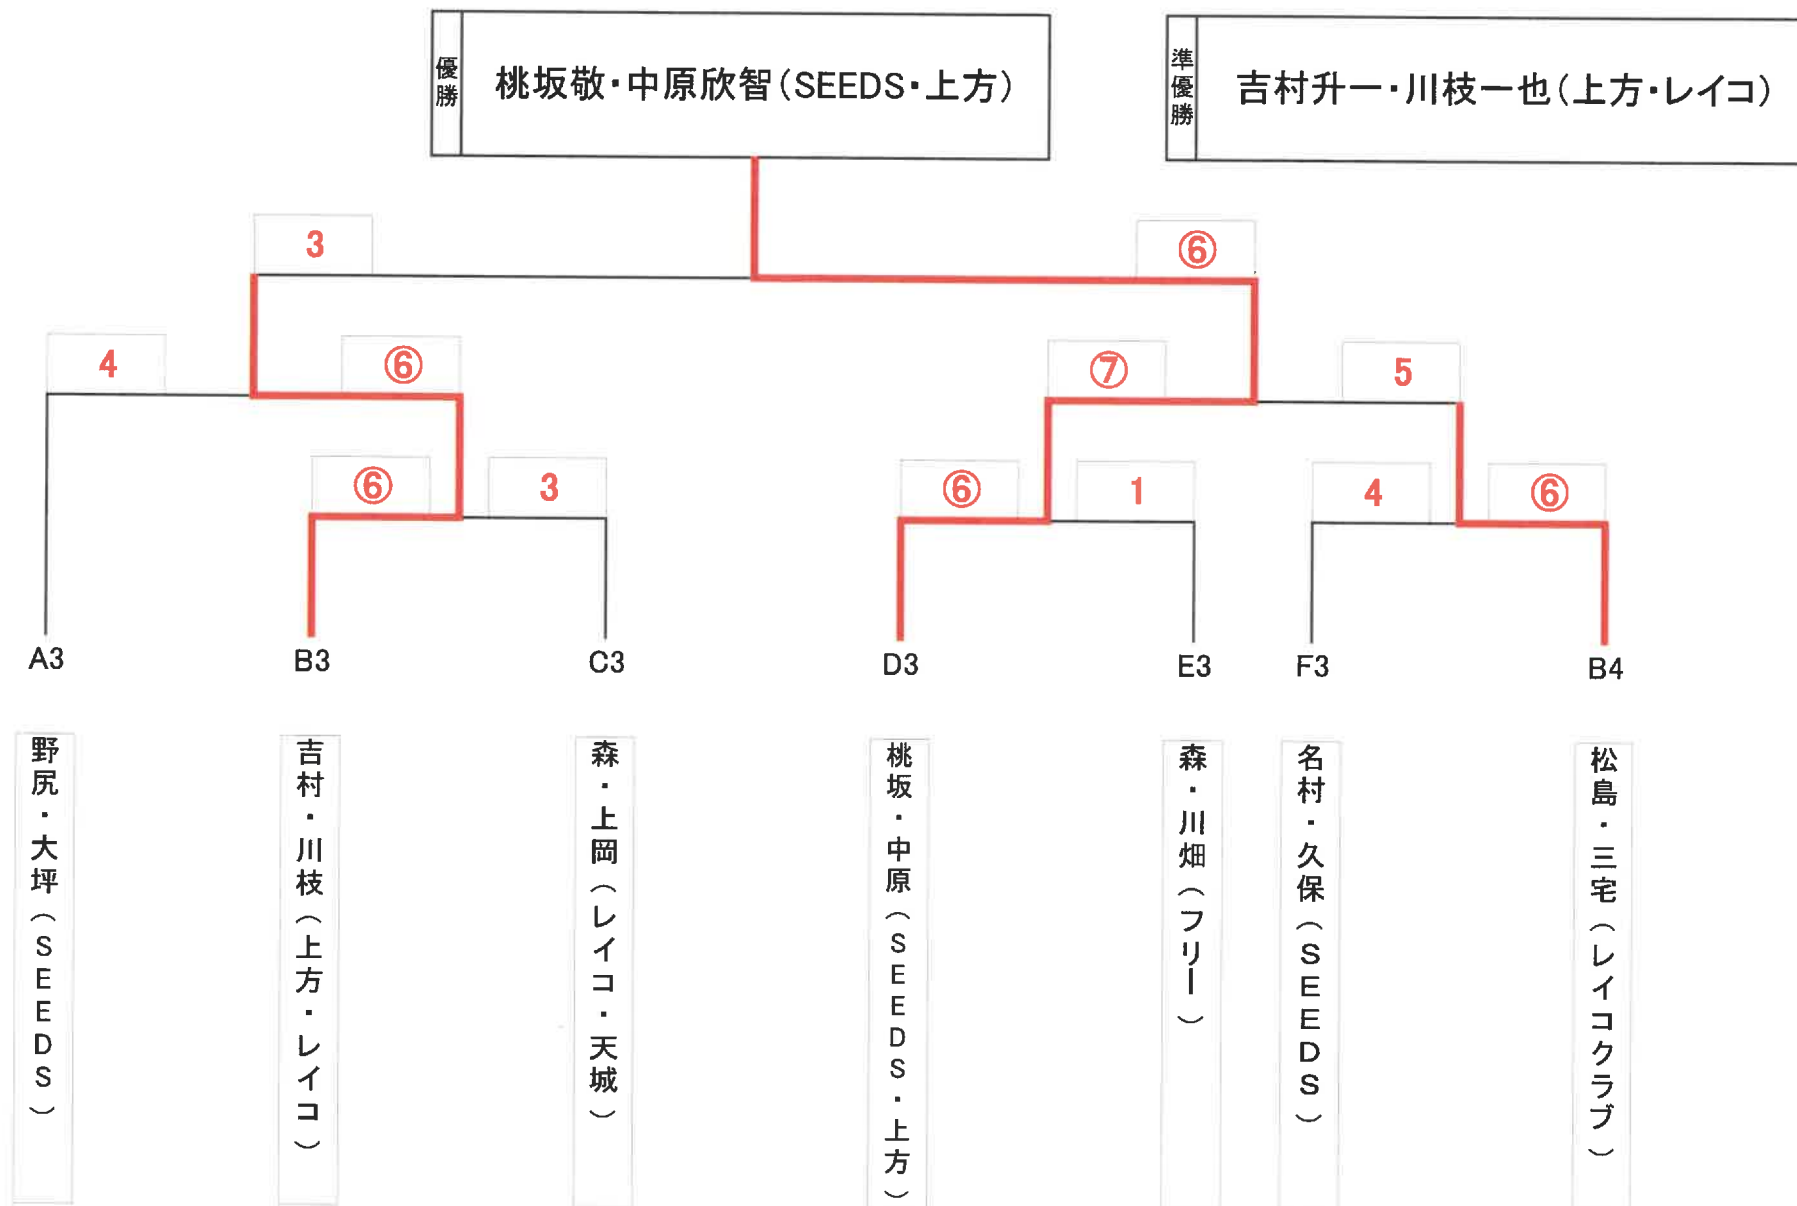 優勝
桃坂敬・中原欣智(SEEDS・上方)
準優勝
吉村升一・川枝一也(上方・レイコ)
3
⑥
4
⑥
⑦
5
⑥
3
⑥
1
4
⑥
A3
B3
C3
D3
E3
F3
B4
野尻・大坪(SEEDS)
吉村・川枝(上方・レイコ)
森・上岡(レイコ・天城)
桃坂・中原(SEEDS・上方)
森・川畑(フリー)
名村・久保(SEEDS)
松島・三宅(レイコクラブ)